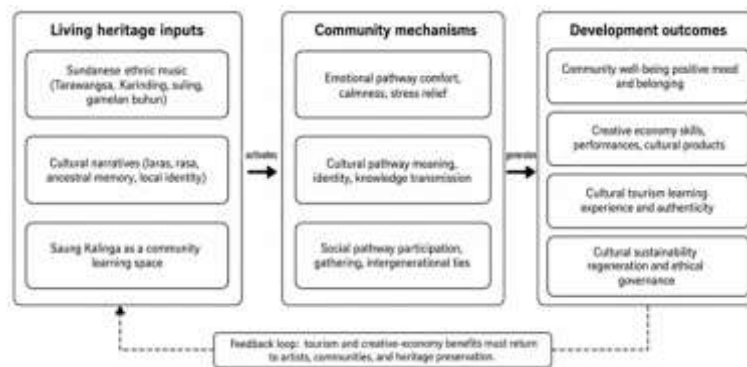 Living heritage inputs
Sundanese ethnic music
(Tarawangsa, Karinding, suling,
gamelan buhun)
Cultural narratives (laras, rasa,
ancestral memory, local identity)
Saung Kalinga as a community
learning space
activates
Community mechanisms
Emotional pathway comfort,
calmness, stress relief
Cultural pathway meaning,
identity, knowledge transmission
Social pathway participation,
gathering, intergenerational ties
generates
Development outcomes
Community well-being positive mood
and belonging
Creative economy skills,
performances, cultural products
Cultural tourism learning
experience and authenticity
Cultural sustainability
regeneration and ethical
governance
Feedback loop: tourism and creative-economy benefits must return
to artists, communities, and heritage preservation.